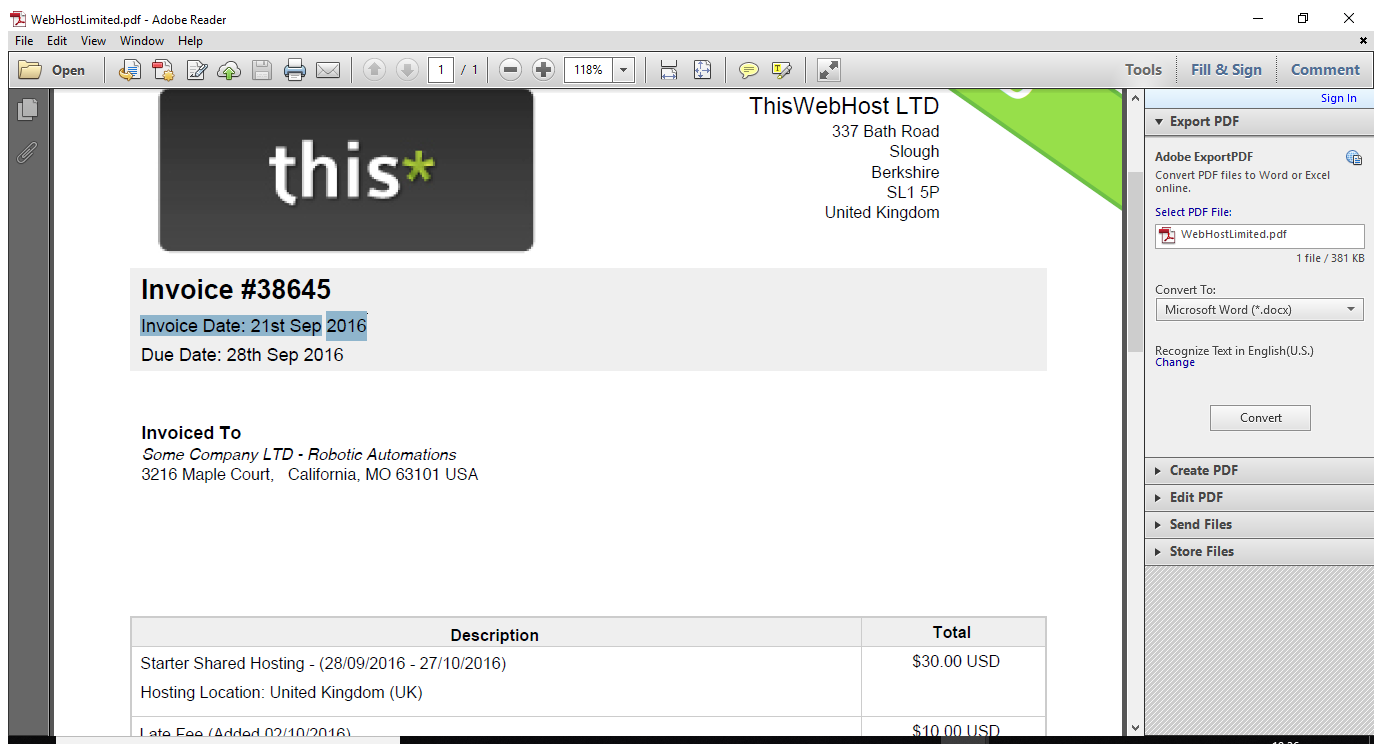 WebHostLimited.pdf - Adobe Reader
File Edit View Window Help
Open 1 / 1 118% Tools Fill & Sign Comment
Sign In
Export PDF
Adobe ExportPDF
Convert PDF files to Word or Excel
online.
Select PDF File:
WebHostLimited.pdf
1 file / 381 KB
Convert To:
Microsoft Word (*.docx)
Recognize Text in English(U.S.)
Change
Convert
Create PDF
Edit PDF
Send Files
Store Files
this*
ThisWebHost LTD
337 Bath Road
Slough
Berkshire
SL1 5P
United Kingdom
Invoice #38645
Invoice Date: 21st Sep 2016
Due Date: 28th Sep 2016
Invoiced To
Some Company LTD - Robotic Automations
3216 Maple Court, California, MO 63101 USA
Description Total
Starter Shared Hosting - (28/09/2016 - 27/10/2016) $30.00 USD
Hosting Location: United Kingdom (UK)
Late Fee (Added 02/10/2016) $10.00 USD